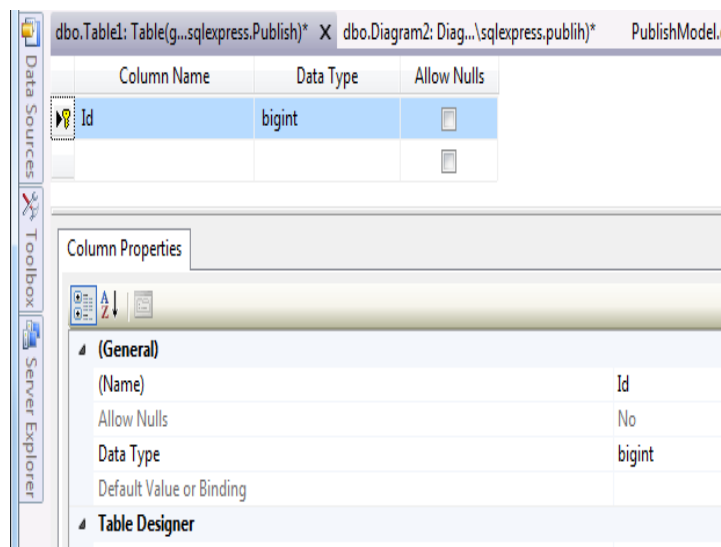 dbo.Table1: Table(g...sqlexpress.Publish)* X dbo.Diagram2: Diag...\sqlexpress.publih)* PublishModel.
Column Name Data Type Allow Nulls
Id bigint
Column Properties
(General)
(Name) Id
Allow Nulls No
Data Type bigint
Default Value or Binding
Table Designer
Data Sources
Toolbox
Server Explorer